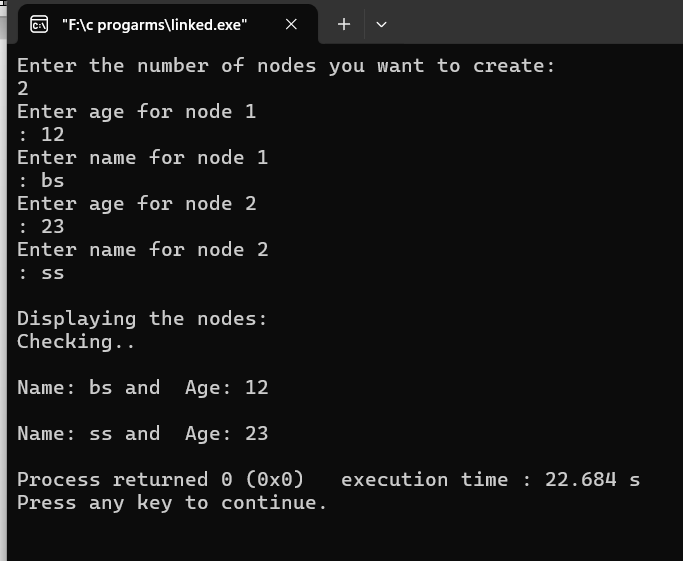 "F:\c progarms\linked.exe"
Enter the number of nodes you want to create:
2
Enter age for node 1
: 12
Enter name for node 1
: bs
Enter age for node 2
: 23
Enter name for node 2
: ss
Displaying the nodes:
Checking..
Name: bs and  Age: 12
Name: ss and  Age: 23
Process returned 0 (0x0)   execution time : 22.684 s
Press any key to continue.